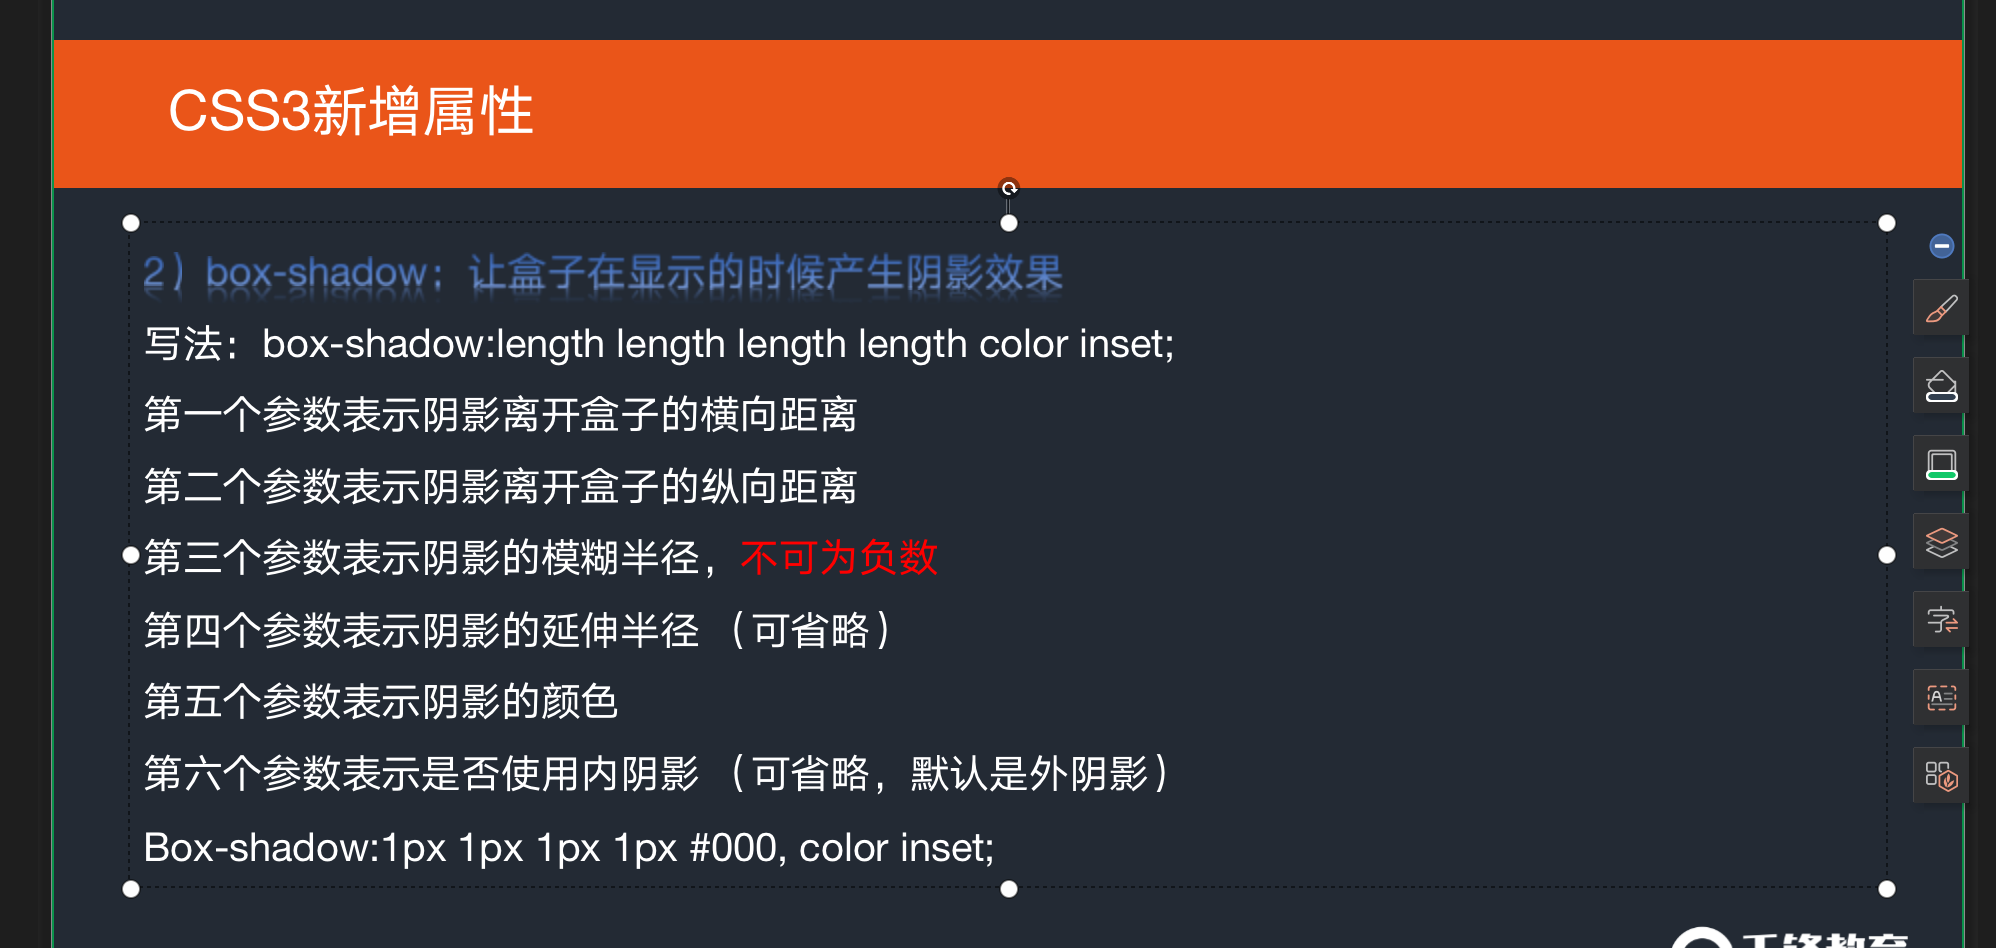 CSS3新增属性
2）box-shadow；让盒子在显示的时候产生阴影效果
写法：box-shadow:length length length length color inset;
第一个参数表示阴影离开盒子的横向距离
第二个参数表示阴影离开盒子的纵向距离
第三个参数表示阴影的模糊半径，不可为负数
第四个参数表示阴影的延伸半径（可省略）
第五个参数表示阴影的颜色
第六个参数表示是否使用内阴影（可省略，默认是外阴影）
Box-shadow:1px 1px 1px 1px #000, color inset;
字
A
千锋教育